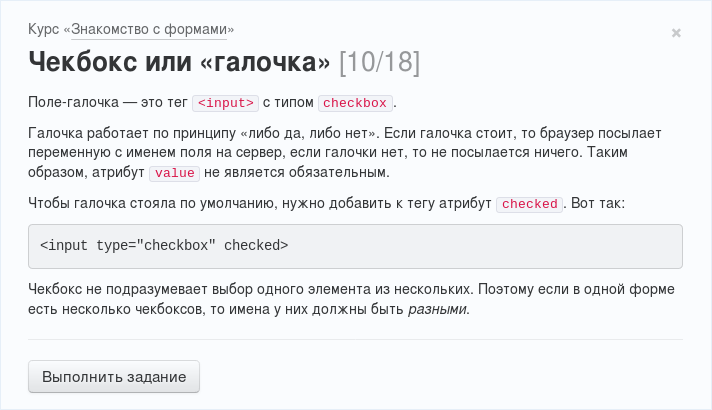 Курс «Знакомство с формами»
×
Чекбокс или «галочка» [10/18]
Поле-галочка — это тег <input> с типом checkbox.
Галочка работает по принципу «либо да, либо нет». Если галочка стоит, то браузер посылает
переменную с именем поля на сервер, если галочки нет, то не посылается ничего. Таким
образом, атрибут value не является обязательным.
Чтобы галочка стояла по умолчанию, нужно добавить к тегу атрибут checked. Вот так:
<input type="checkbox" checked>
Чекбокс не подразумевает выбор одного элемента из нескольких. Поэтому если в одной форме
есть несколько чекбоксов, то имена у них должны быть разными.
Выполнить задание